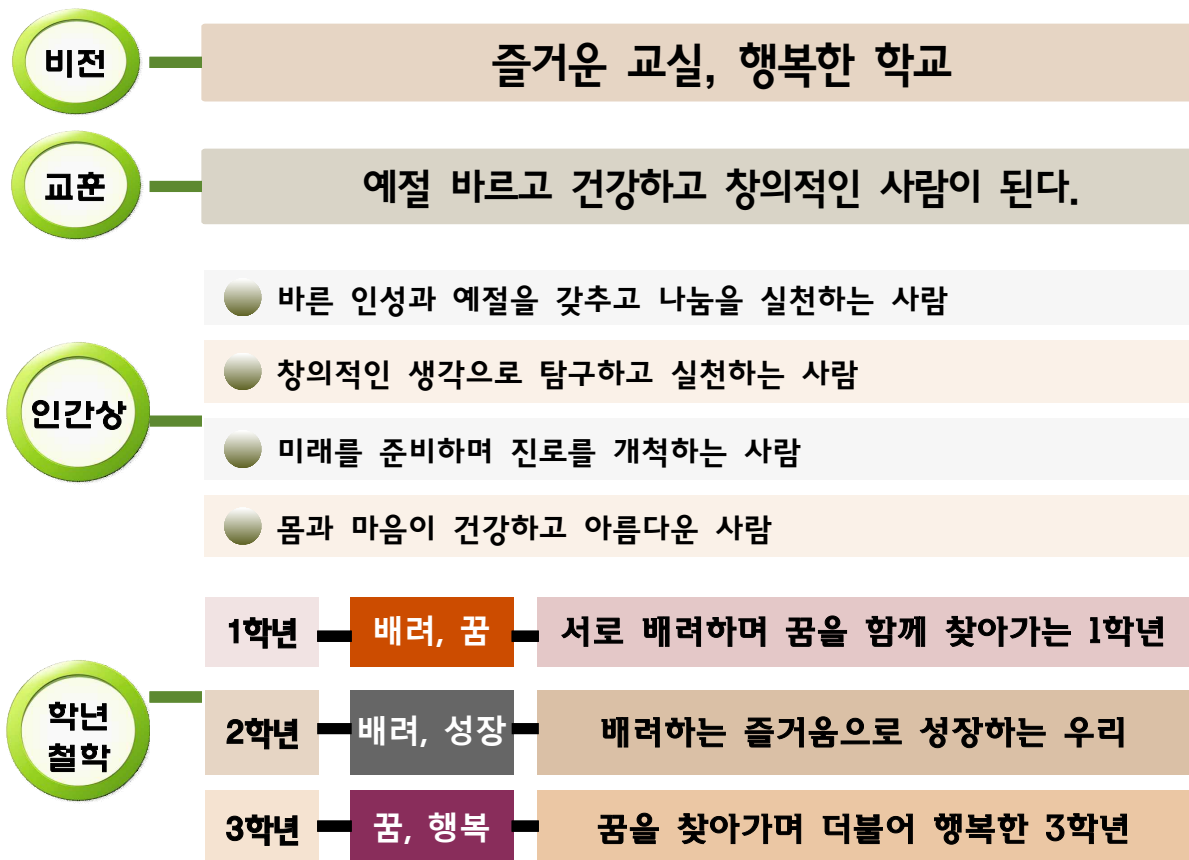 비전
즐거운 교실, 행복한 학교
교훈
예절 바르고 건강하고 창의적인 사람이 된다.
인간상
바른 인성과 예절을 갖추고 나눔을 실천하는 사람
창의적인 생각으로 탐구하고 실천하는 사람
미래를 준비하며 진로를 개척하는 사람
몸과 마음이 건강하고 아름다운 사람
학년
철학
1학년 배려, 꿈 서로 배려하며 꿈을 함께 찾아가는 1학년
2학년 배려, 성장 배려하는 즐거움으로 성장하는 우리
3학년 꿈, 행복 꿈을 찾아가며 더불어 행복한 3학년